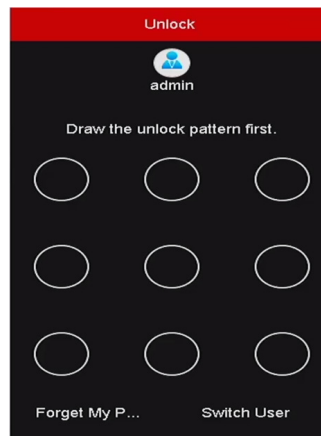 Unlock
admin
Draw the unlock pattern first.
Forget My P... Switch User